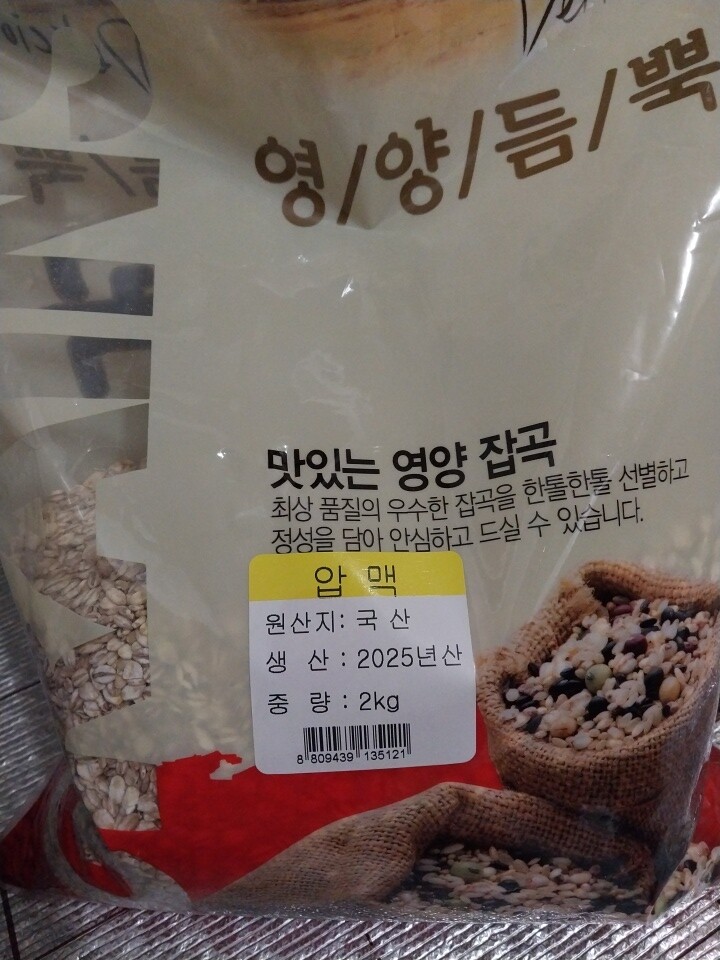 영/양/듬/뿍
맛있는 영양 잡곡
최상 품질의 우수한 잡곡을 한톨한톨 선별하고
정성을 담아 안심하고 드실 수 있습니다.
압 맥
원산지: 국 산
생 산 : 2025년산
중 량 : 2kg
8 809439 135121